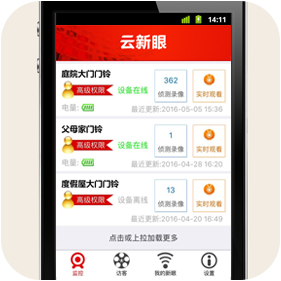 14:11
云新眼
庭院大门门铃
高级权限 设备在线
电量:
362
侦测录像
实时观看
最近更新:2016-05-05 15:36
父母家门铃
高级权限 设备在线
电量:
1
侦测录像
实时观看
最近更新:2016-04-28 16:20
度假屋大门门铃
高级权限 设备离线
13
侦测录像
实时观看
最近更新:2016-04-20 16:49
点击或上拉加载更多
监控 访客 我的新眼 设置